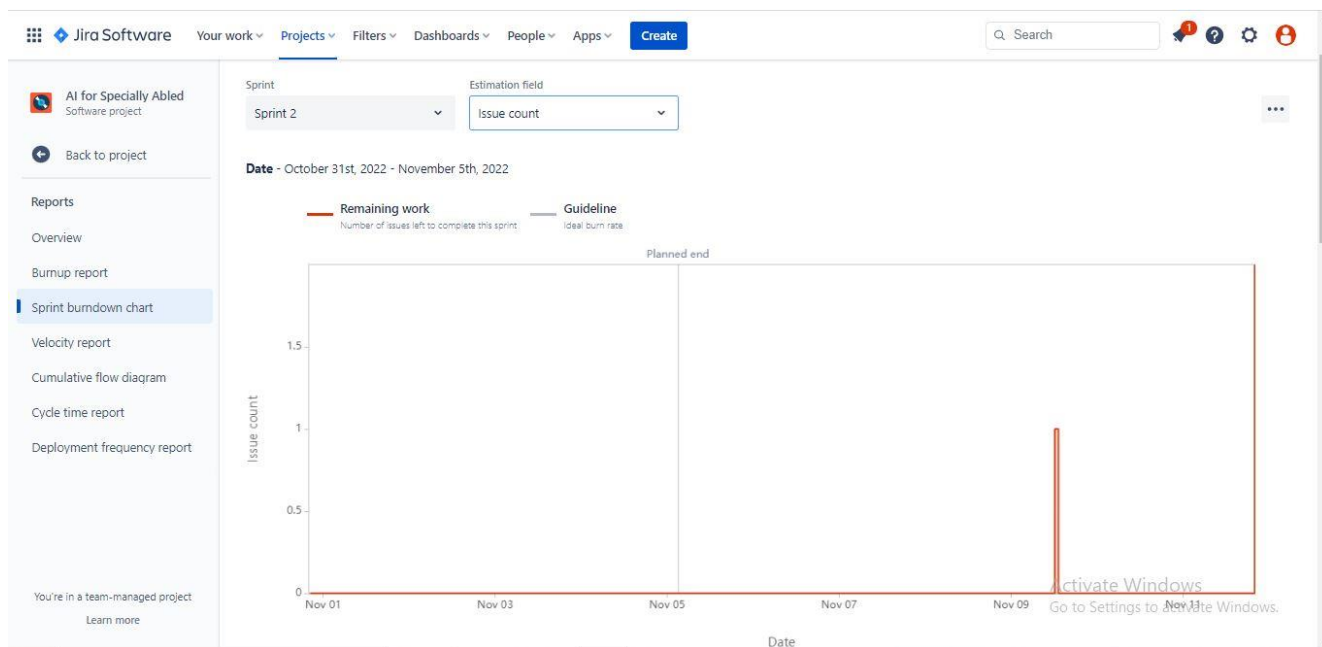 Jira Software Your work Projects Filters Dashboards People Apps Create Search 1
AI for Specially Abled
Software project
Back to project
Reports
Overview
Burnup report
Sprint burndown chart
Velocity report
Cumulative flow diagram
Cycle time report
Deployment frequency report
You're in a team-managed project
Learn more
Sprint Estimation field
Sprint 2 Issue count
Date - October 31st, 2022 - November 5th, 2022
Remaining work Guideline
Number of issues left to complete this sprint Ideal burn rate
Planned end
1.5
1
0.5
0
Issue count
Nov 01 Nov 03 Nov 05 Nov 07 Nov 09 Nov 11
Date
Activate Windows
Go to Settings to activate Windows.